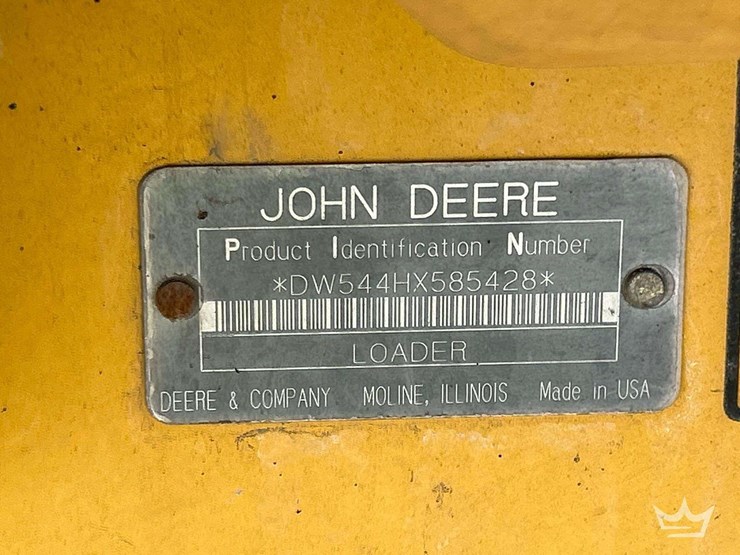 JOHN DEERE
Product Identification Number
*DW544HX585428*
LOADER
DEERE & COMPANY MOLINE, ILLINOIS Made in USA